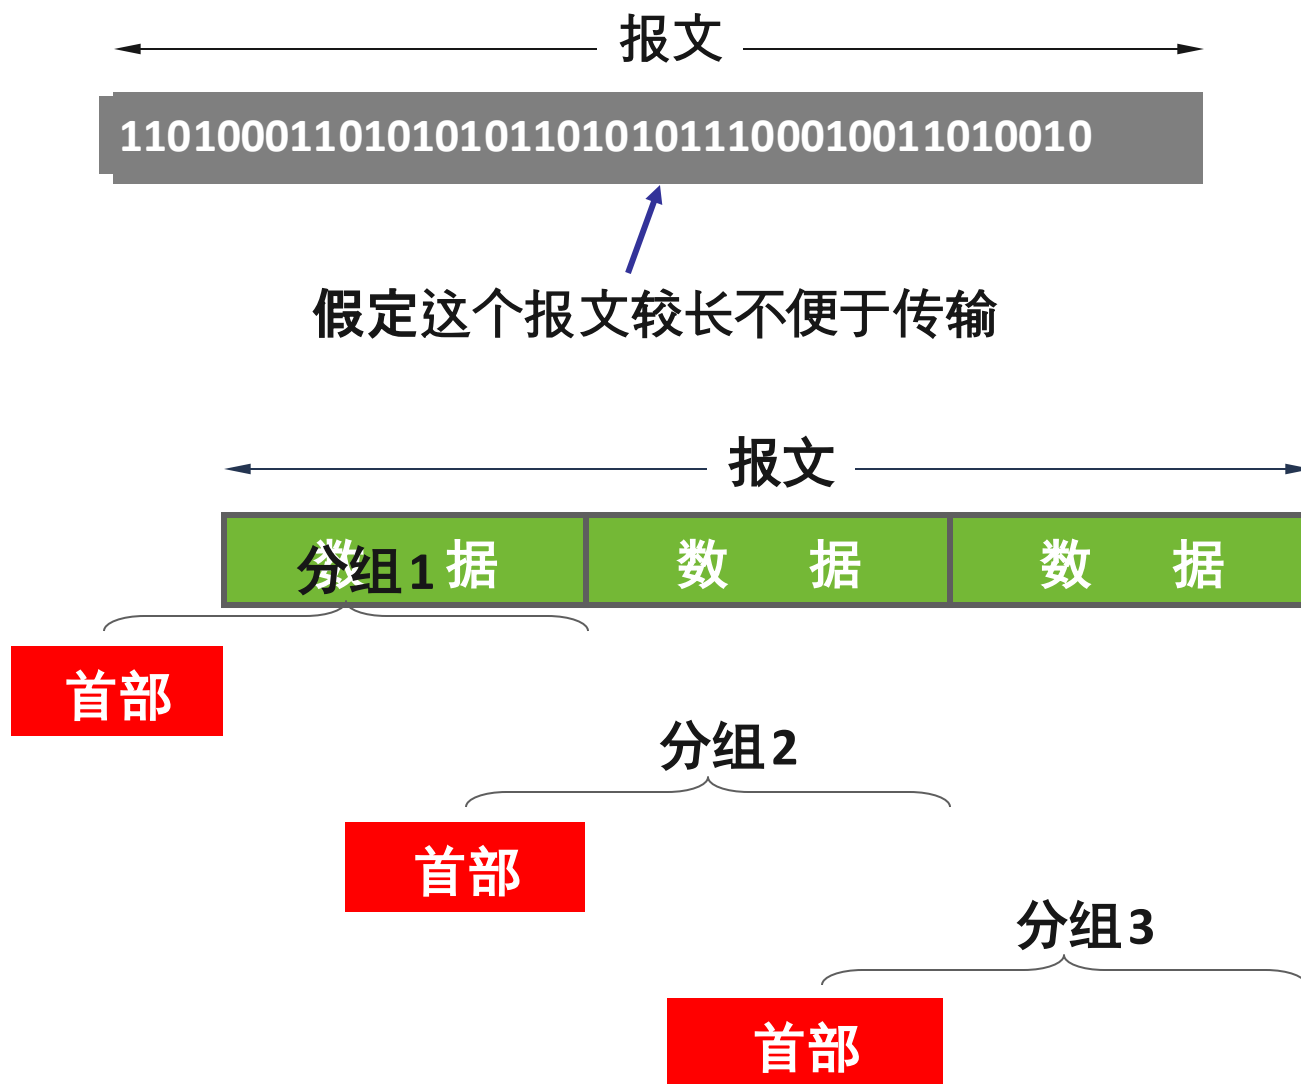 报文
1101000110101010110101011100010011010010
假定这个报文较长不便于传输
报文
数 据 数 据 数 据
分组1
首部
分组2
首部
分组3
首部